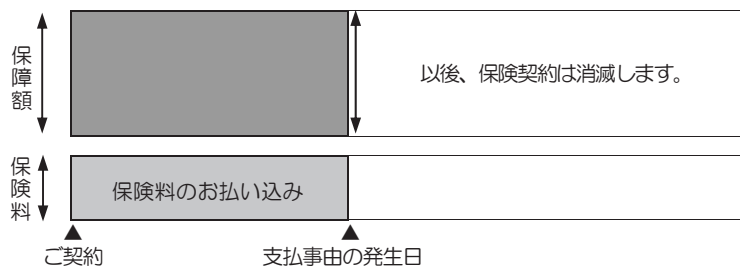 保障額
以後、保険契約は消滅します。
保険料
保険料のお払い込み
ご契約
支払事由の発生日